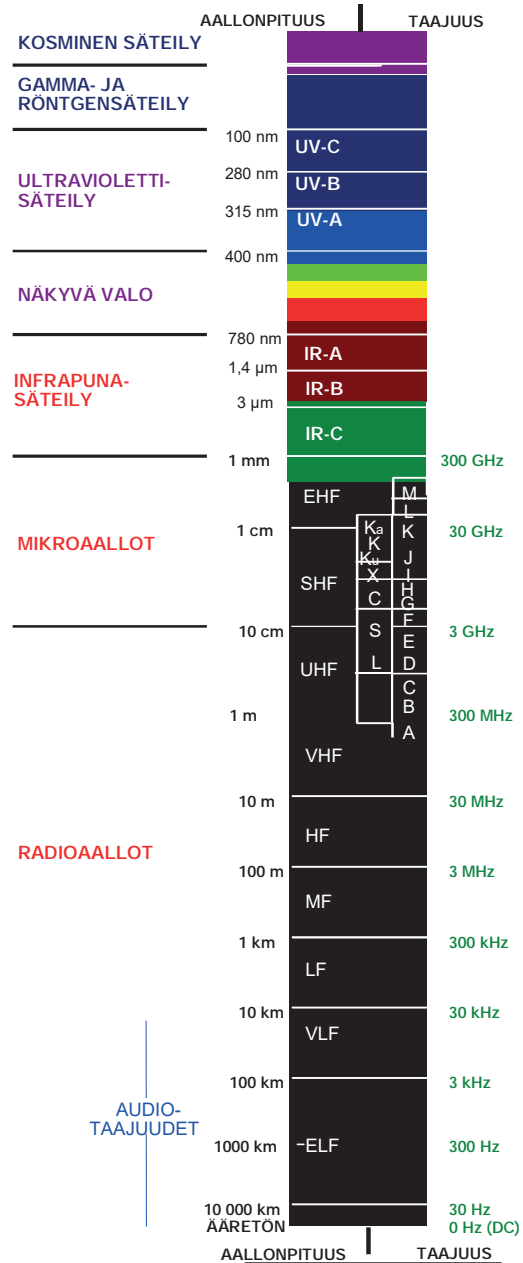 AALLONPITUUS TAAJUUS
KOSMINEN SÄTEILY
GAMMA- JA
RÖNTGENSÄTEILY
100 nm
UV-C
280 nm
ULTRAVIOLETTI-
SÄTEILY
UV-B
315 nm
UV-A
400 nm
NÄKYVÄ VALO
780 nm
IR-A
1,4 µm
INFRAPUNA-
SÄTEILY
IR-B
3 µm
IR-C
1 mm 300 GHz
EHF M
L
1 cm Ka K 30 GHz
MIKROAALLOT
K
Ku J
X I
SHF H
C G
F
10 cm S 3 GHz
E
UHF L D
C
B
1 m 300 MHz
A
VHF
10 m 30 MHz
HF
RADIOAALLOT
100 m 3 MHz
MF
1 km 300 kHz
LF
10 km 30 kHz
VLF
100 km 3 kHz
AUDIO-
TAAJUUDET
1000 km ELF 300 Hz
10 000 km 30 Hz
ÄÄRETÖN 0 Hz (DC)
AALLONPITUUS TAAJUUS